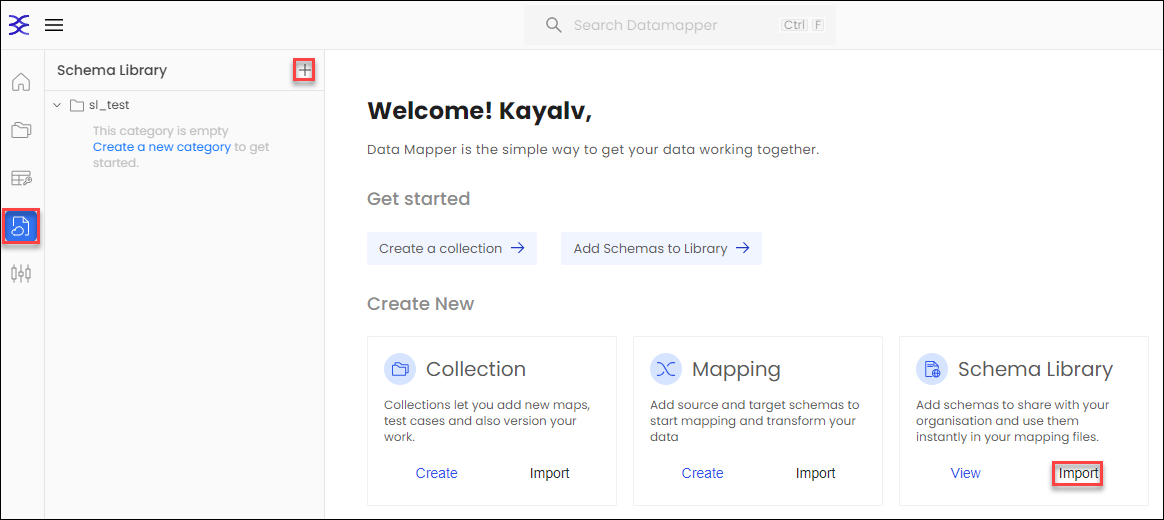 Search Datamapper Ctrl F
Schema Library
sl_test
This category is empty
Create a new category to get
started.
Welcome! Kayalv,
Data Mapper is the simple way to get your data working together.
Get started
Create a collection
Add Schemas to Library
Create New
Collection
Collections let you add new maps,
test cases and also version your
work.
Create Import
Mapping
Add source and target schemas to
start mapping and transform your
data
Create Import
Schema Library
Add schemas to share with your
organisation and use them
instantly in your mapping files.
View Import